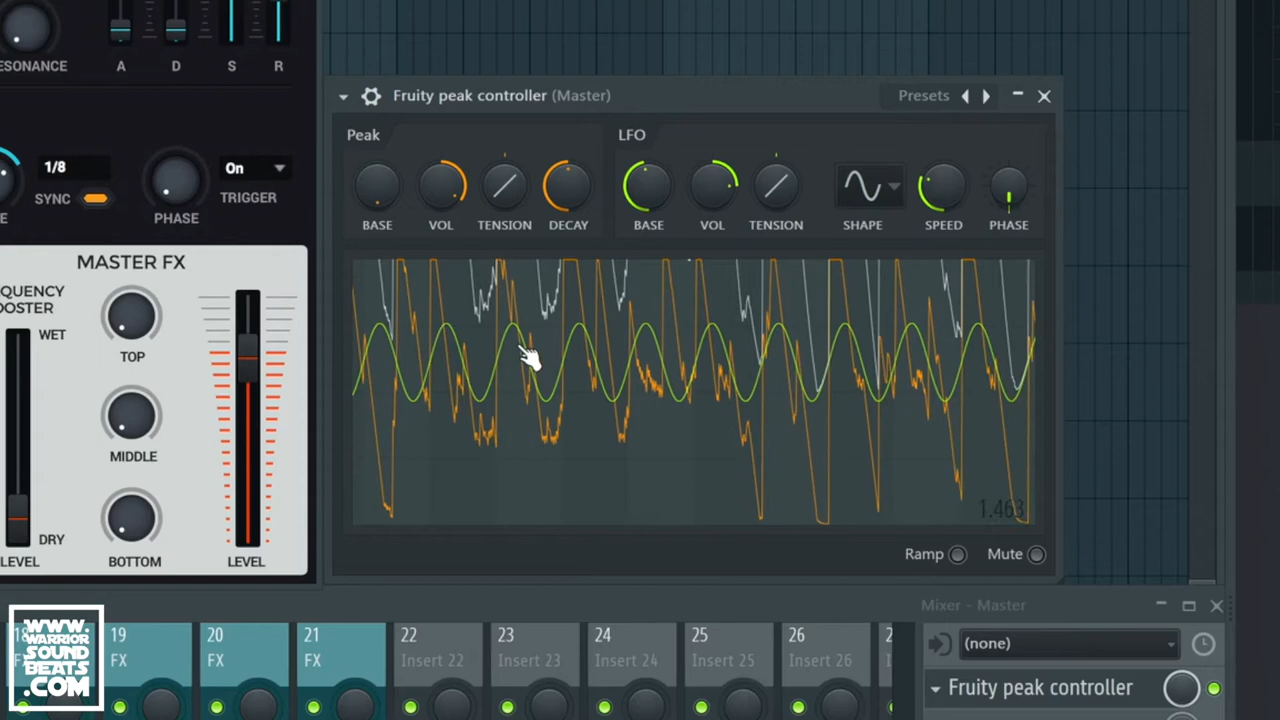 ESONANCE
A
D
S
R
1/8
SYNC
PHASE
On
TRIGGER
E
MASTER FX
QUENCY
OOSTER
WET
TOP
MIDDLE
DRY
LEVEL
BOTTOM
LEVEL
Fruity peak controller (Master)
Presets
Peak
LFO
BASE
VOL
TENSION
DECAY
BASE
VOL
TENSION
SHAPE
SPEED
PHASE
1.463
Ramp
Mute
Mixer - Master
(none)
Fruity peak controller
18
19
FX
20
FX
21
FX
22
Insert 22
23
Insert 23
24
Insert 24
25
Insert 25
26
Insert 26
2
WWW.
WARRIOR
SOUND
BEATS
.COM